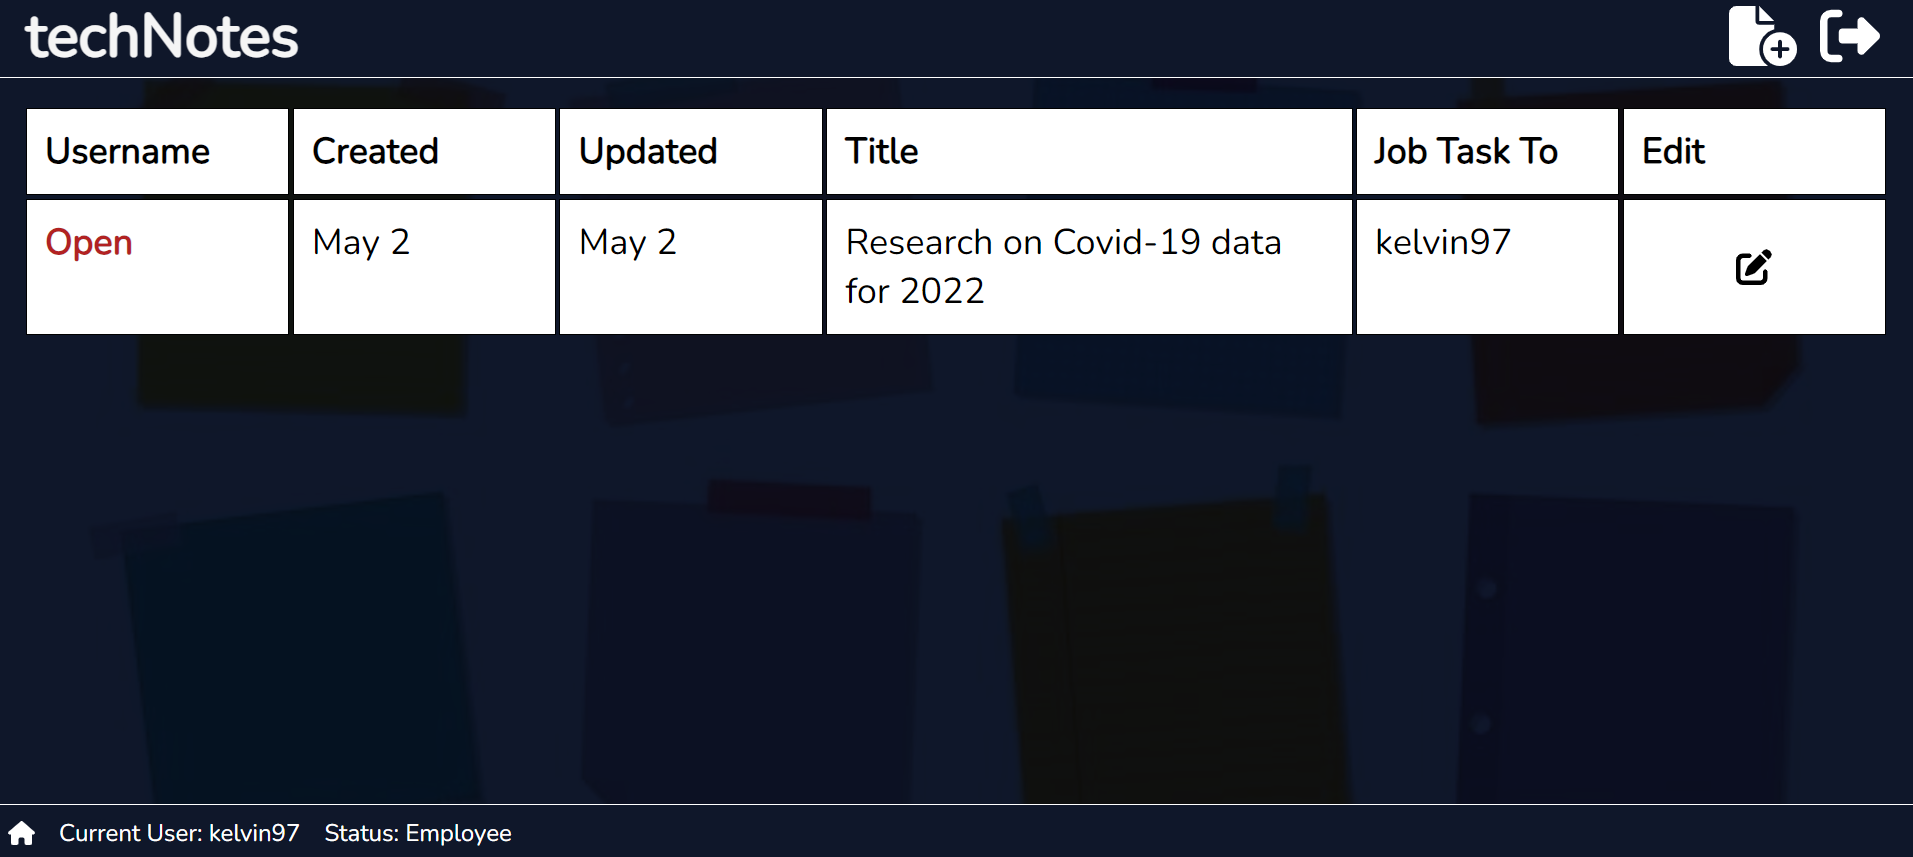 techNotes
Username Created Updated Title Job Task To Edit
Open May 2 May 2 Research on Covid-19 data kelvin97
for 2022
Current User: kelvin97 Status: Employee